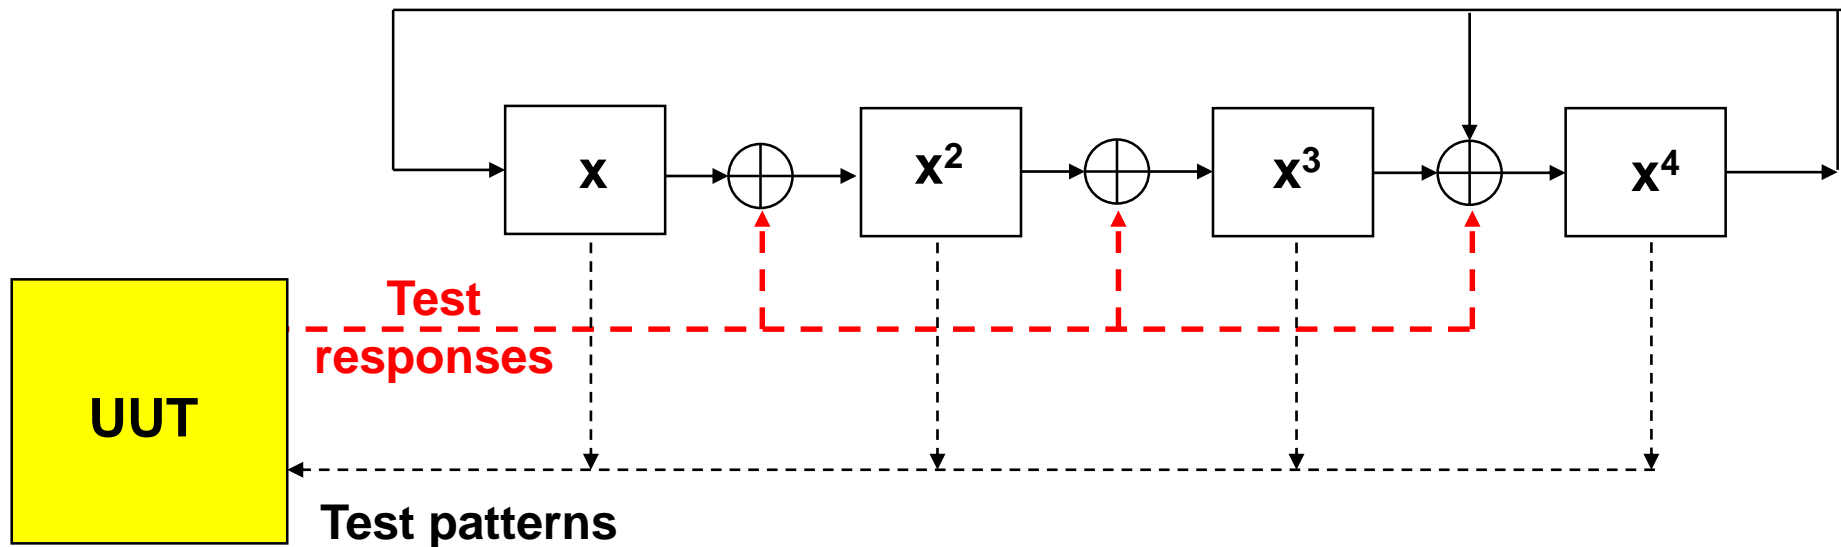 x x² x³ x⁴
Test
responses
UUT
Test patterns